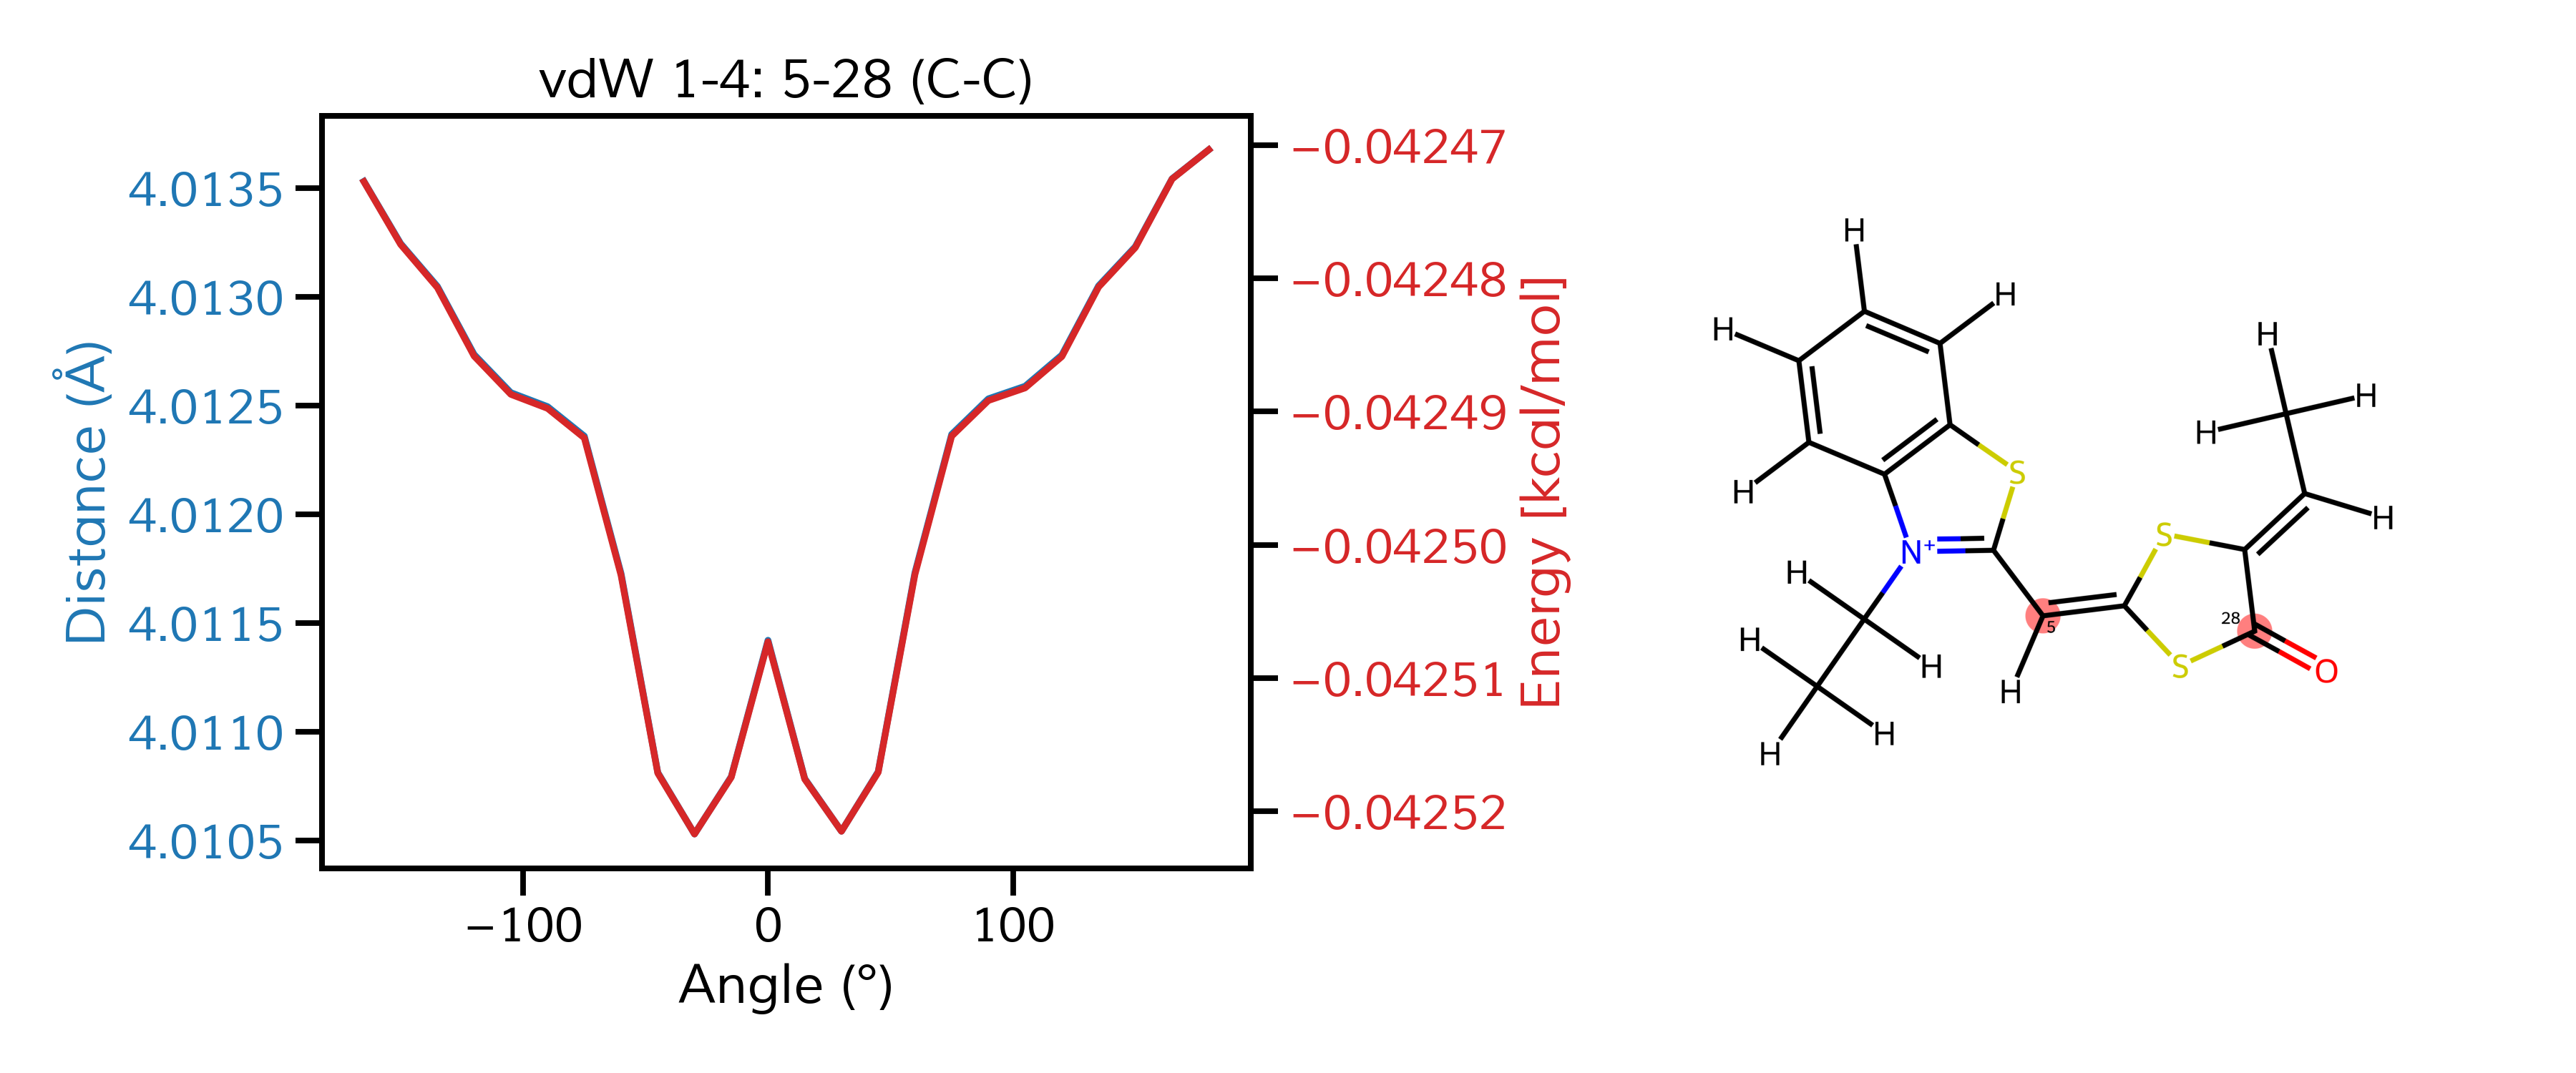 vdW 1-4: 5-28 (C-C)
Distance (Å)
4.0135
4.0130
4.0125
4.0120
4.0115
4.0110
4.0105
−100
0
100
Angle (°)
−0.04247
−0.04248
−0.04249
−0.04250
−0.04251
−0.04252
Energy [kcal/mol]
H
H
H
H
H
H
H
S
H
S
N+
H
H
28
5
H
H
S
O
H
H
H